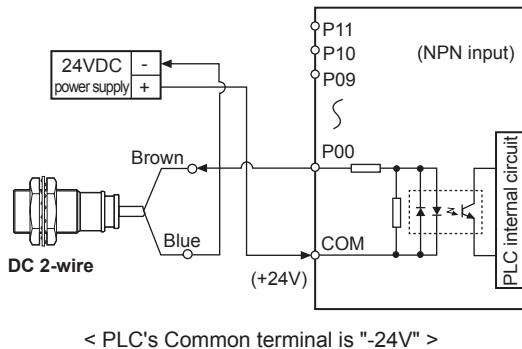 P11
P10
P09
(NPN input)
24VDC
power supply
-
+
P00
Brown
Blue
DC 2-wire
COM
(+24V)
PLC internal circuit
< PLC's Common terminal is "-24V" >